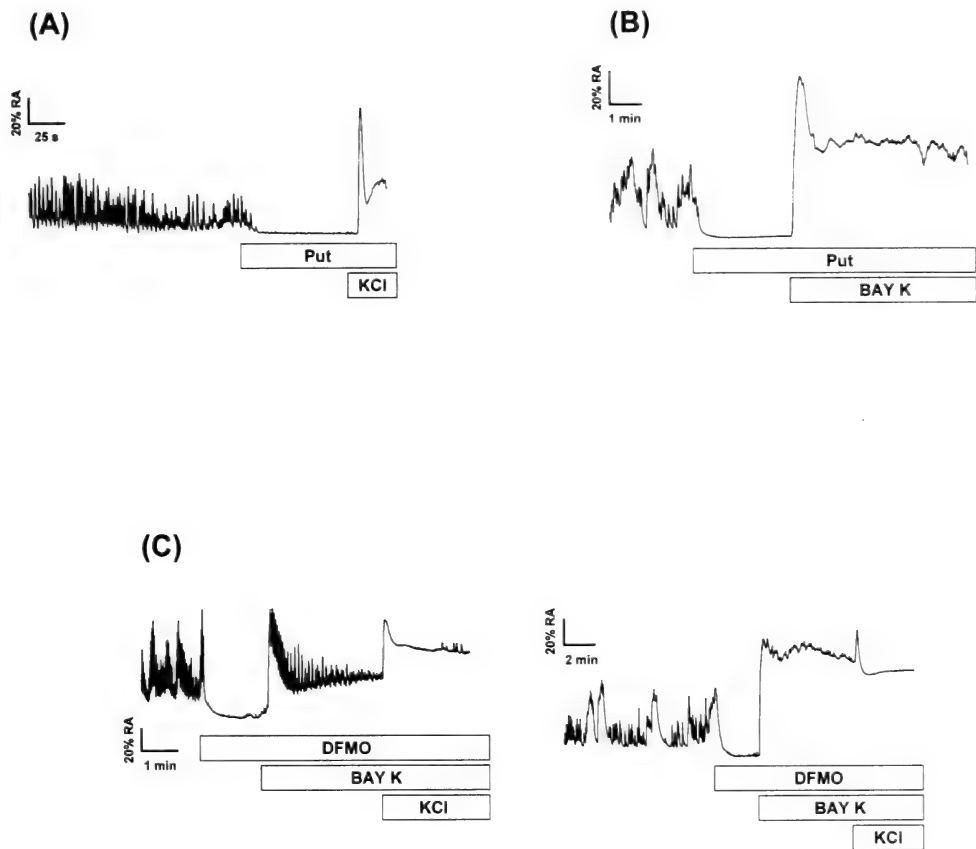 (A)
20% RA
25 s
Put
KCl
(B)
20% RA
1 min
Put
BAY K
(C)
20% RA
1 min
DFMO
BAY K
KCl
20% RA
2 min
DFMO
BAY K
KCl